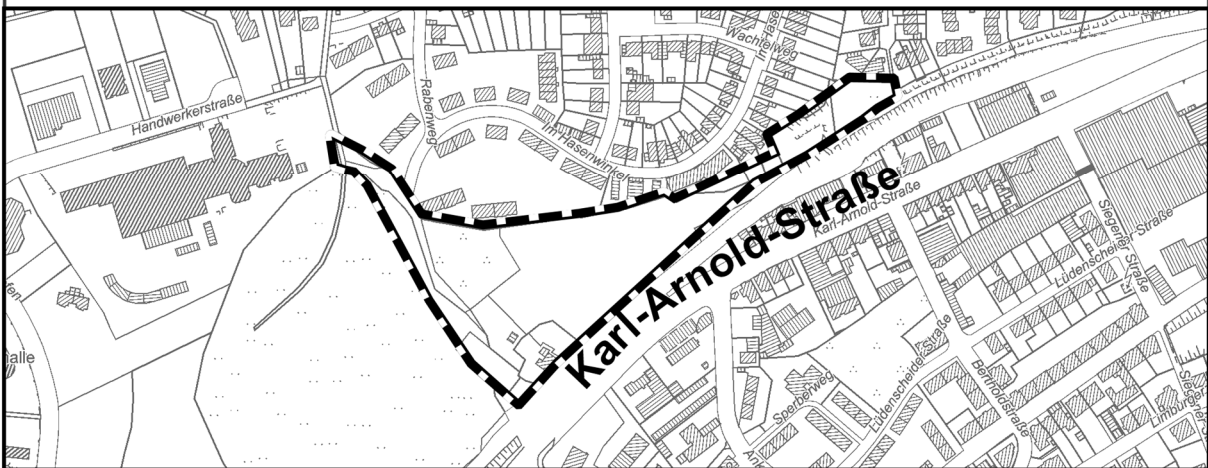 Wachtelweg
Handwerkerstraße
Rabenweg
Im Hasenwinkel
Karl-Arnold-Straße
Karl-Arnold-Straße
Siegener Straße
Lüdenscheider Straße
alle
Lüdenscheider Straße
Bertholdstraße
Sperberweg
Limburger